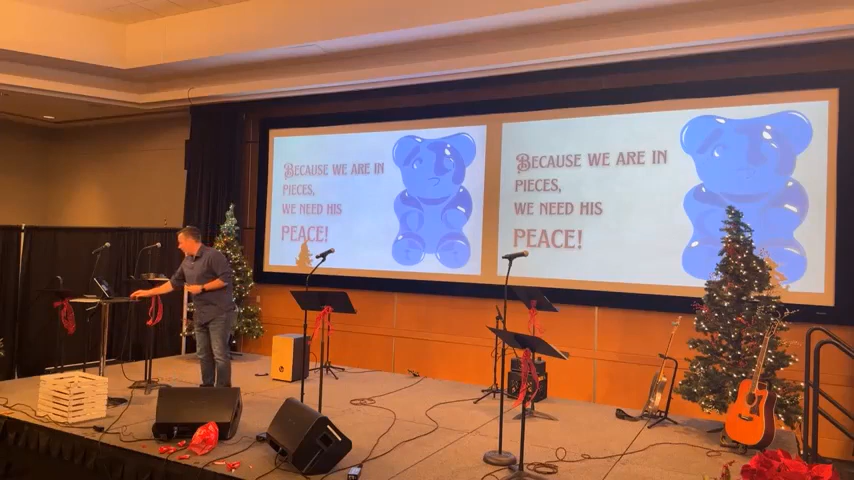 Because we are in
pieces,
we need his
peace!
Because we are in
pieces,
we need his
peace!